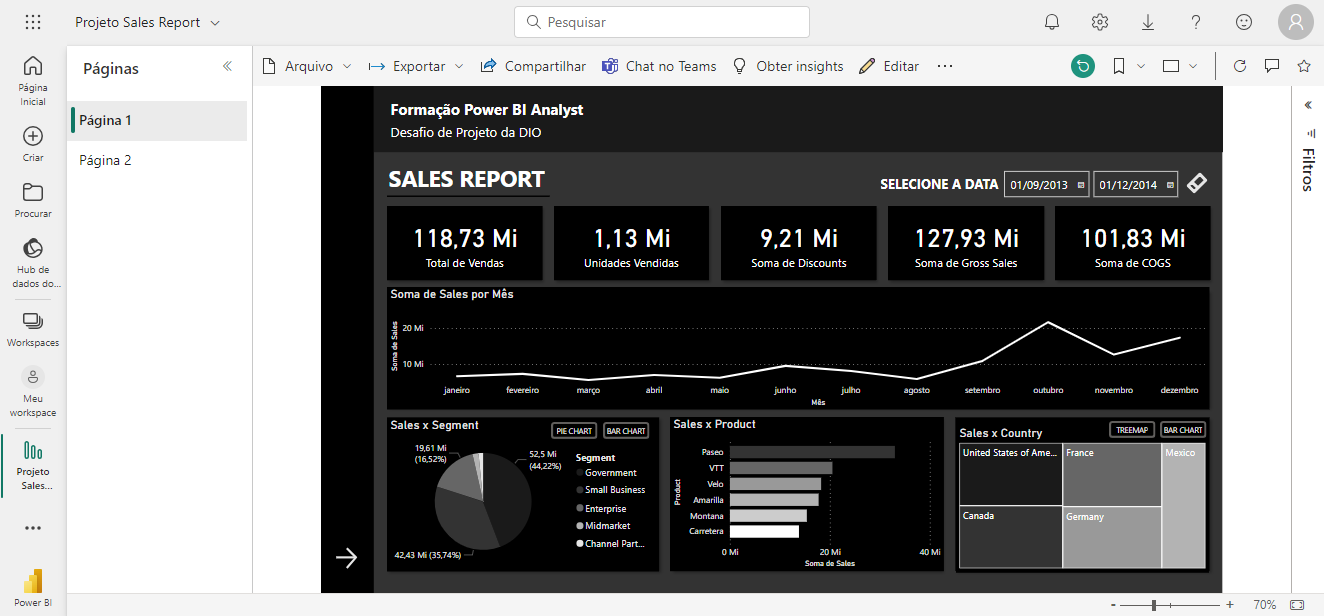 Projeto Sales Report
Pesquisar
Página
Inicial
Criar
Procurar
Hub de
dados do...
Workspaces
Meu
workspace
Projeto
Sales...
Power BI
Páginas
Página 1
Página 2
Arquivo
Exportar
Compartilhar
Chat no Teams
Obter insights
Editar
Formação Power BI Analyst
Desafio de Projeto da DIO
SALES REPORT
SELECIONE A DATA
01/09/2013
01/12/2014
118,73 Mi
Total de Vendas
1,13 Mi
Unidades Vendidas
9,21 Mi
Soma de Discounts
127,93 Mi
Soma de Gross Sales
101,83 Mi
Soma de COGS
Soma de Sales por Mês
Soma de Sales
20 Mi
10 Mi
janeiro fevereiro março abril maio junho julho agosto setembro outubro novembro dezembro
Mês
Sales x Segment
PIE CHART
BAR CHART
19,61 Mi
(16,52%)
52,5 Mi
(44,22%)
42,43 Mi (35,74%)
Segment
Government
Small Business
Enterprise
Midmarket
Channel Part...
Sales x Product
Product
Paseo
VTT
Velo
Amarilla
Montana
Carretera
0 Mi 20 Mi 40 Mi
Soma de Sales
Sales x Country
TREEMAP
BAR CHART
United States of Ame...
France
Mexico
Canada
Germany
Filtros
- + 70%